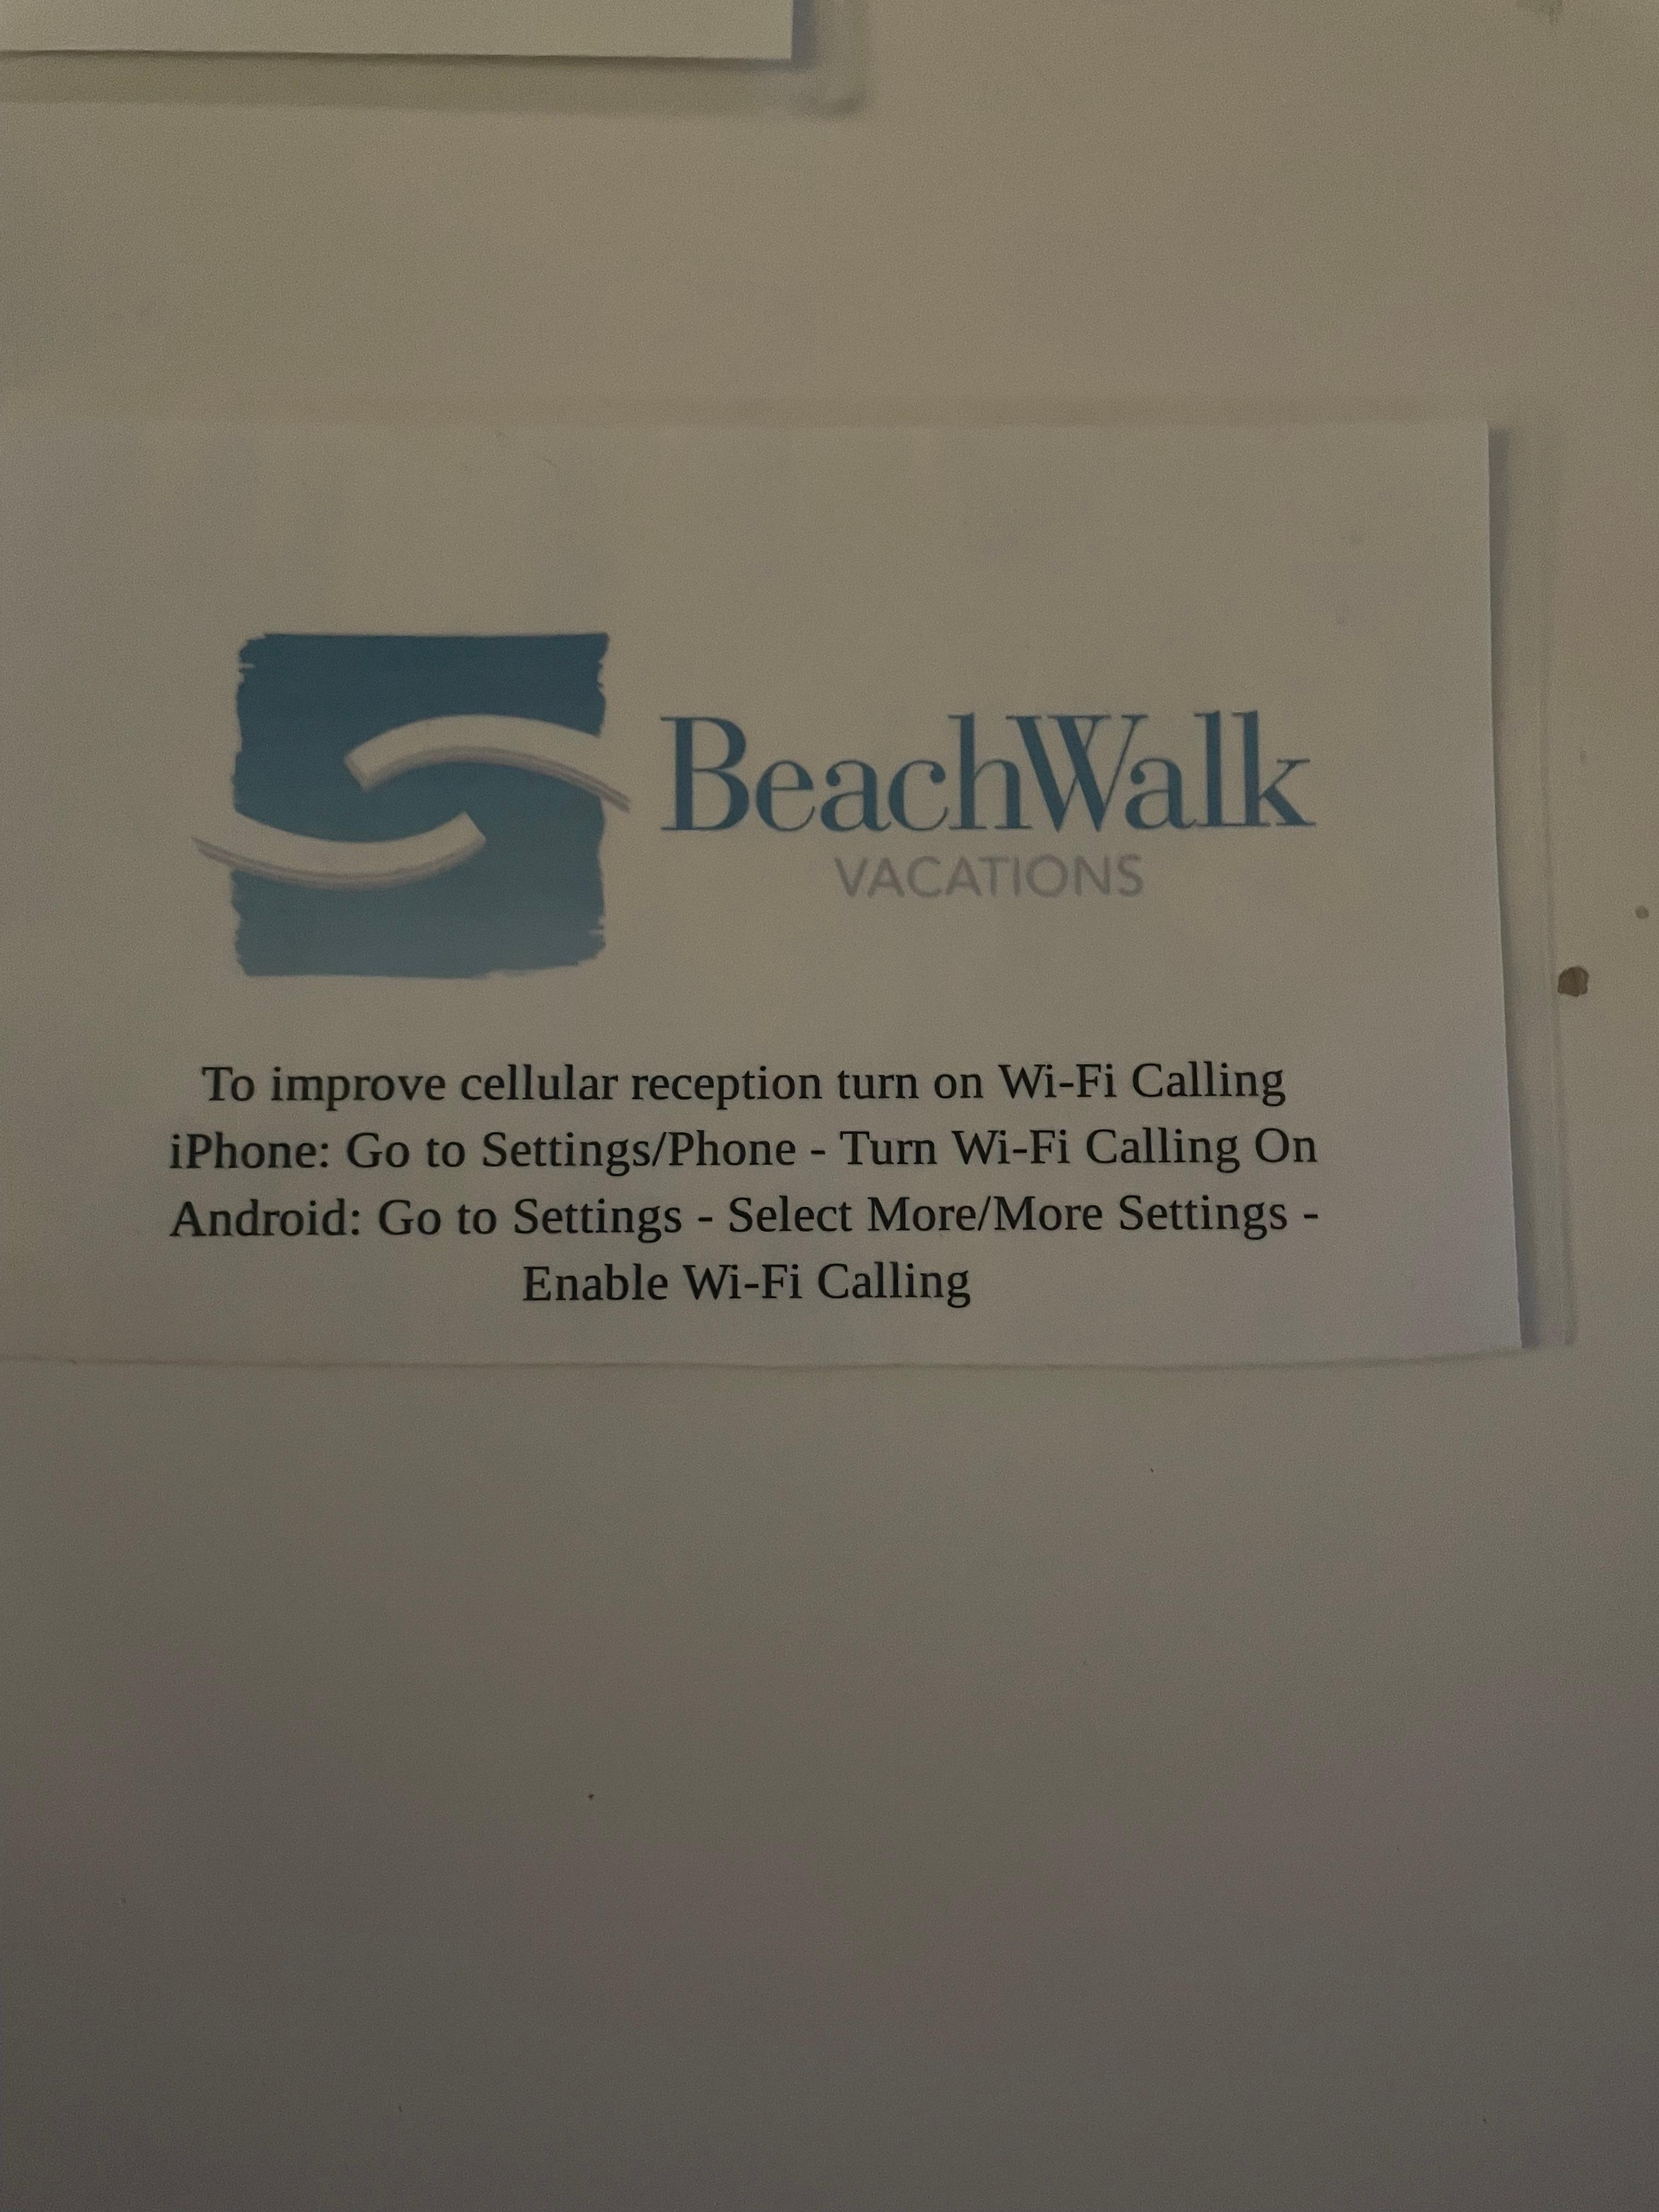 BeachWalk
VACATIONS
To improve cellular reception turn on Wi-Fi Calling
iPhone: Go to Settings/Phone - Turn Wi-Fi Calling On
Android: Go to Settings - Select More/More Settings -
Enable Wi-Fi Calling